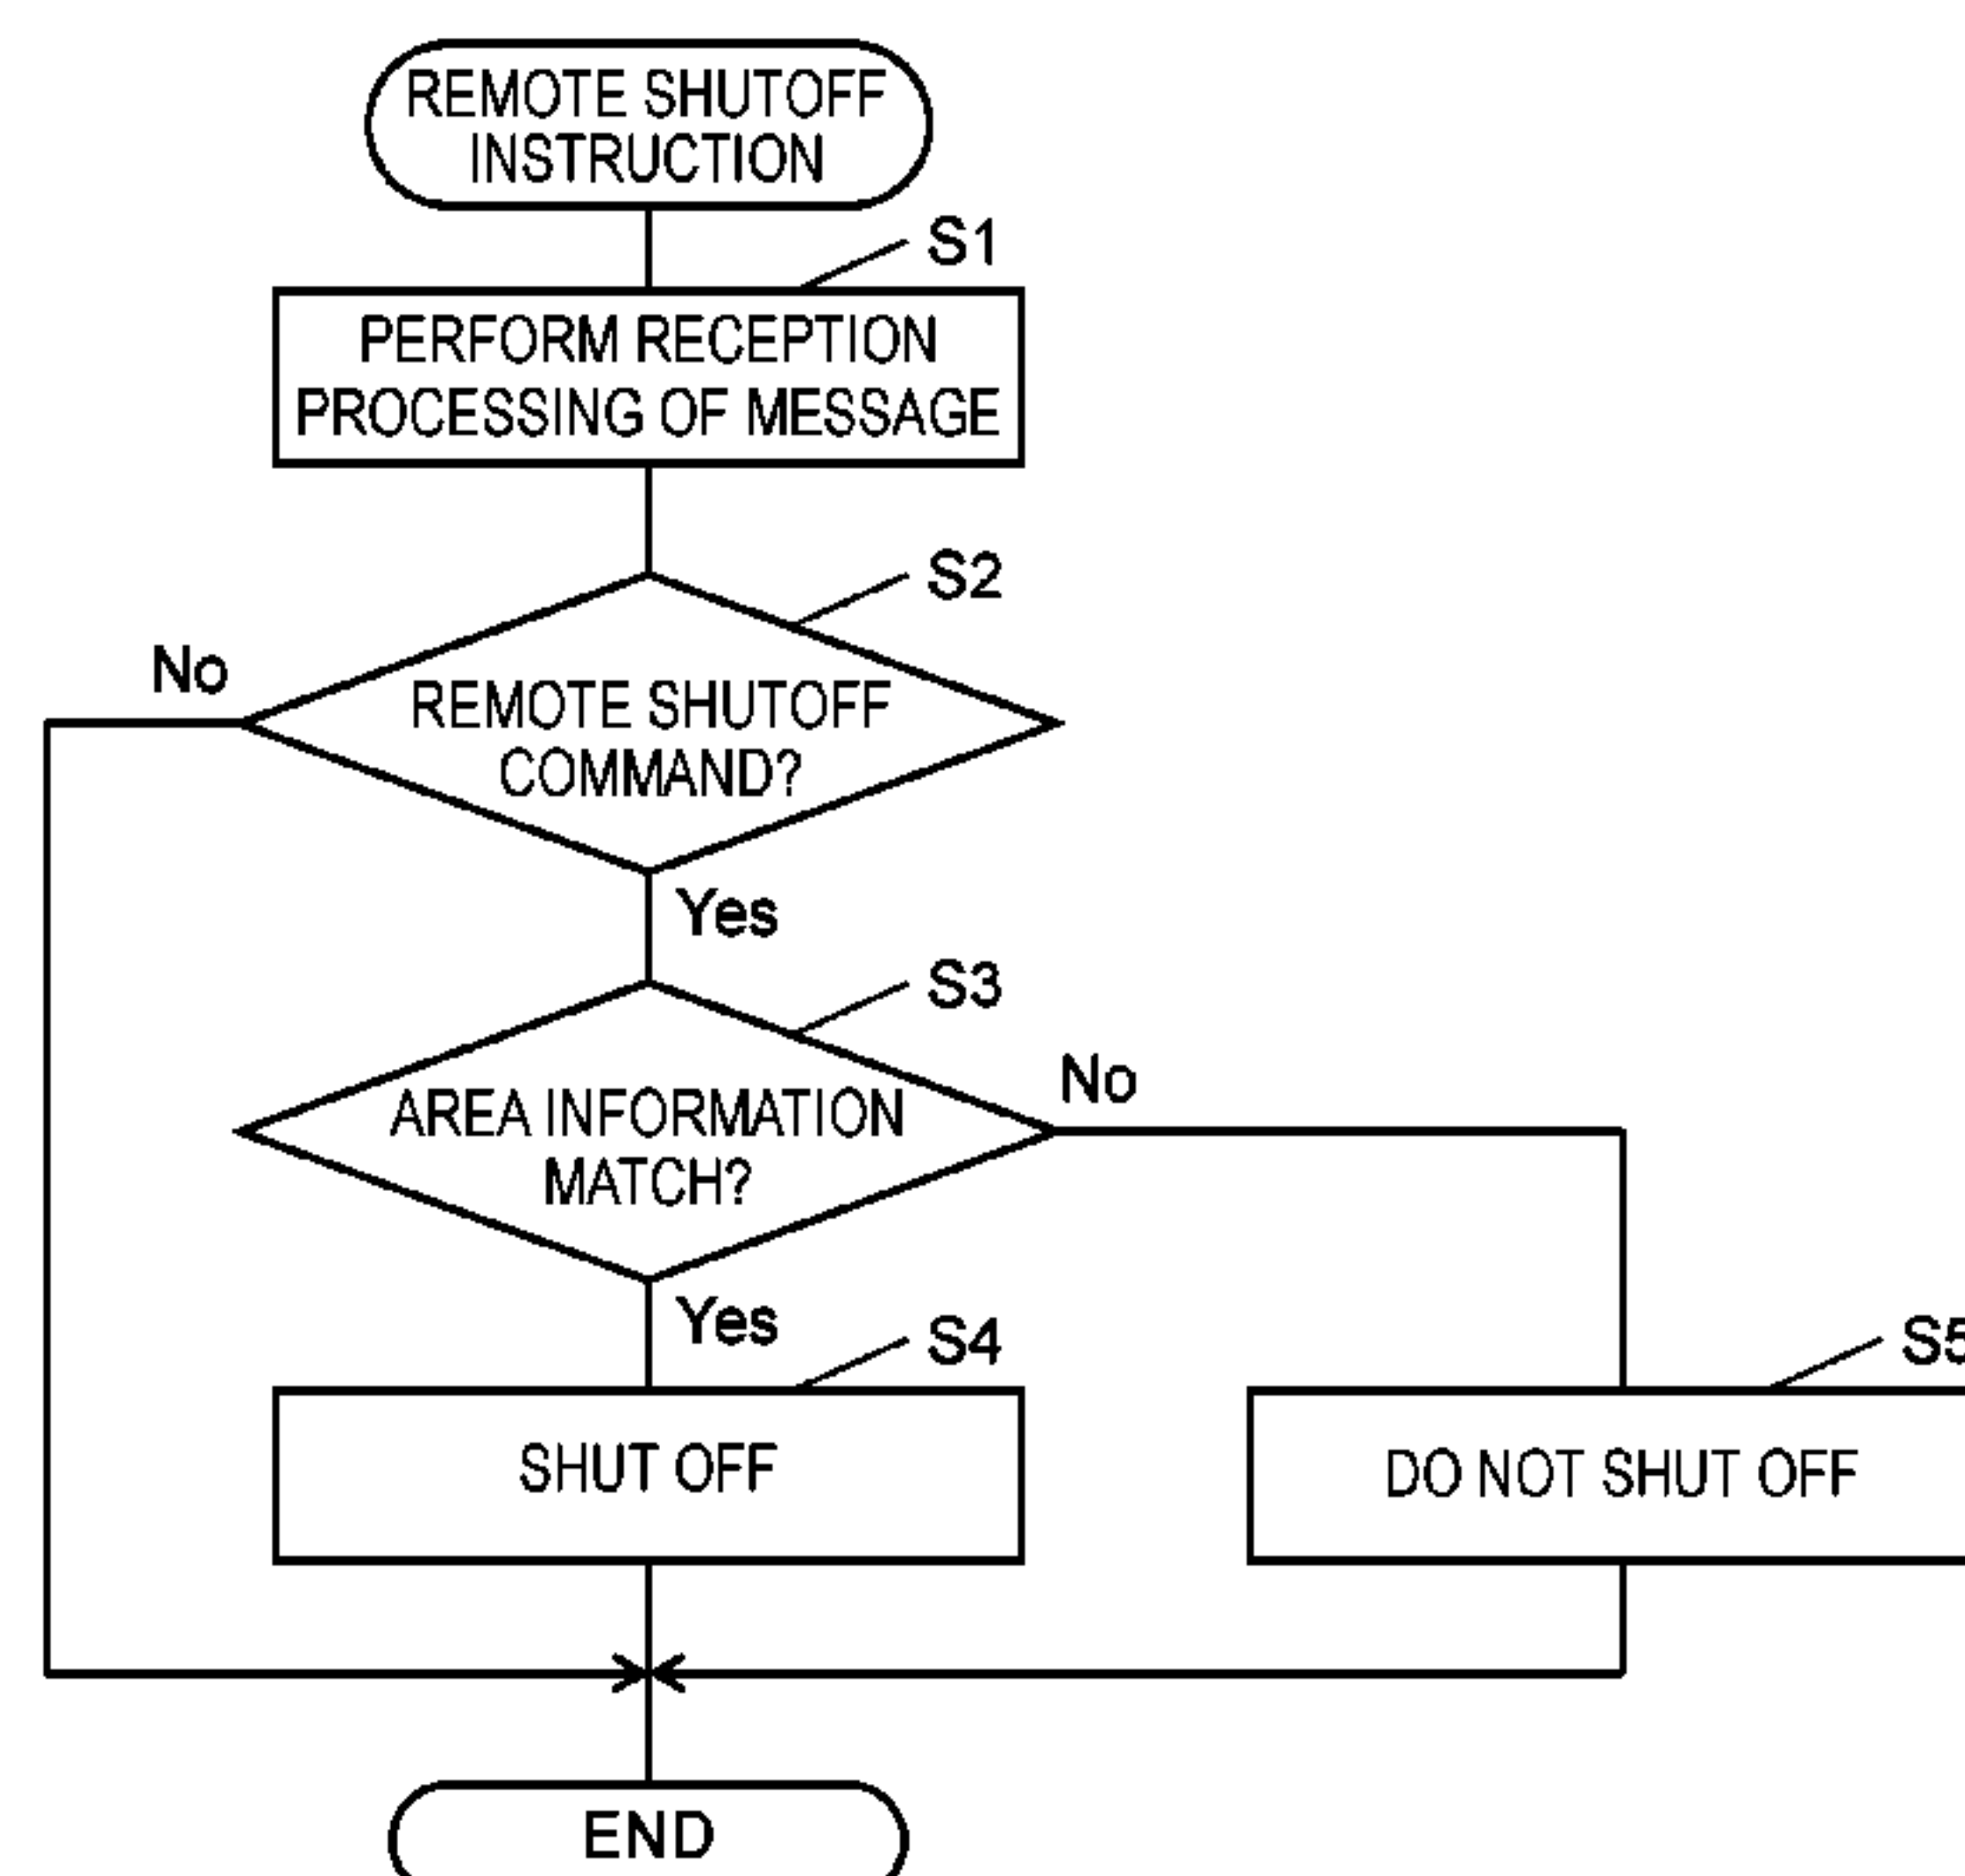 REMOTE SHUTOFF
INSTRUCTION
S1
PERFORM RECEPTION
PROCESSING OF MESSAGE
S2
No
REMOTE SHUTOFF
COMMAND?
Yes
S3
No
AREA INFORMATION
MATCH?
Yes
S4
S5
SHUT OFF
DO NOT SHUT OFF
END